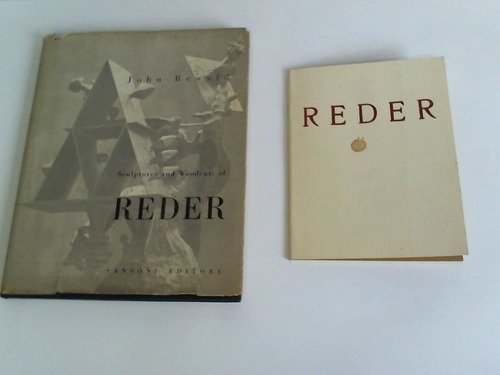 John Rewald
Sculptures and Woodcuts of
REDER
SANSONI EDITORE
REDER